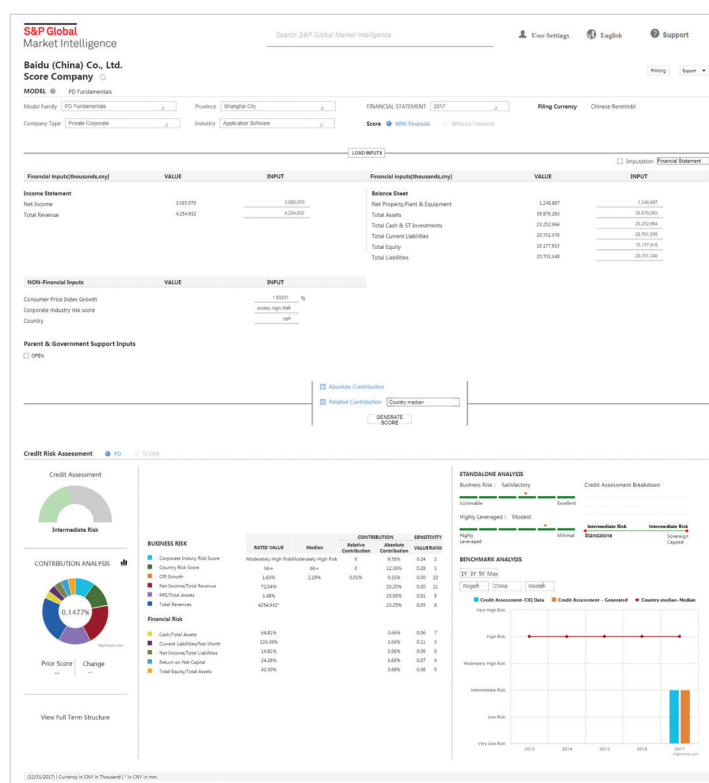 S&P Global
Market Intelligence
Search S&P Global Market Intelligence
User Settings
English
Support
Baidu (China) Co., Ltd.
Score Company
Printing
Export
MODEL PD Fundamentals
Model Family PD Fundamentals
Province Shanghai City
FINANCIAL STATEMENT 2017
Filing Currency Chinese Renminbi
Company Type Private Corporate
Industry Application Software
Score With Financial Without Financial
LOAD INPUTS
Imputation Financial Statement
Financial inputs(thousands,cny) VALUE INPUT
Income Statement
Net Income 3,065,070 3,065,070
Total Revenue 4,254,932 4,254,932
Financial inputs(thousands,cny) VALUE INPUT
Balance Sheet
Net Property,Plant & Equipment 1,248,887 1,248,887
Total Assets 35,879,263 35,879,263
Total Cash & ST Investments 23,252,964 23,252,964
Total Current Liabilities 20,701,076 20,701,076
Total Equity 15,177,915 15,177,915
Total Liabilities 20,701,348 20,701,348
NON-Financial Inputs VALUE INPUT
Consumer Price Index Growth %
Corporate Industry risk score
Country
Parent & Government Support Inputs
OPEN
Absolute Contribution
Relative Contribution Country median
GENERATE
SCORE
Credit Risk Assessment PD SCORE
Credit Assessment
Intermediate Risk
CONTRIBUTION ANALYSIS
0.1477%
Prior Score Change
-- --
View Full Term Structure
CONTRIBUTION SENSITIVITY
BUSINESS RISK RATIO VALUE Median Relative Contribution Absolute Contribution VALUE RANK
Corporate Instury Risk Score Moderately High Risk Moderately High Risk 0 9.56% 0.24 2
Country Risk Score bb+ bb+ 0 12.38% 0.28 1
CPI Growth 1.63% 2.19% 0.01% 0.31% 0.00 10
Net Income/Total Revenue 72.04% 20.20% 0.00 11
PPE/Total Assets 3.48% 15.99% 0.01 9
Total Revenues 4254.932* 23.25% 0.05 8
Financial Risk
Cash/Total Assets 64.81% 3.66% 0.06 7
Current Liabilities/Net Worth 136.39% 3.66% 0.11 3
Net Income/Total Liabilities 14.81% 3.66% 0.06 6
Return on Net Capital 24.28% 3.66% 0.07 4
Total Equity/Total Assets 42.30% 3.66% 0.06 5
STANDALONE ANALYSIS
Business Risk : Satisfactory
Vulnerable Excellent
Highly Leveraged : Modest
Highly Leveraged Minimal
Credit Assessment Breakdown
Intermediate Risk Intermediate Risk
Standalone Sovereign Capped
BENCHMARK ANALYSIS
1Y 3Y 5Y Max
Region China Median
Credit Assessment-CIQ Data Credit Assessment - Generated Country median- Median
Very High Risk
High Risk
Moderately High Risk
Intermediate Risk
Low Risk
Very Low Risk
2013 2014 2015 2016 2017
(12/31/2017) | Currency in CNY in Thousand | * In CNY in mm